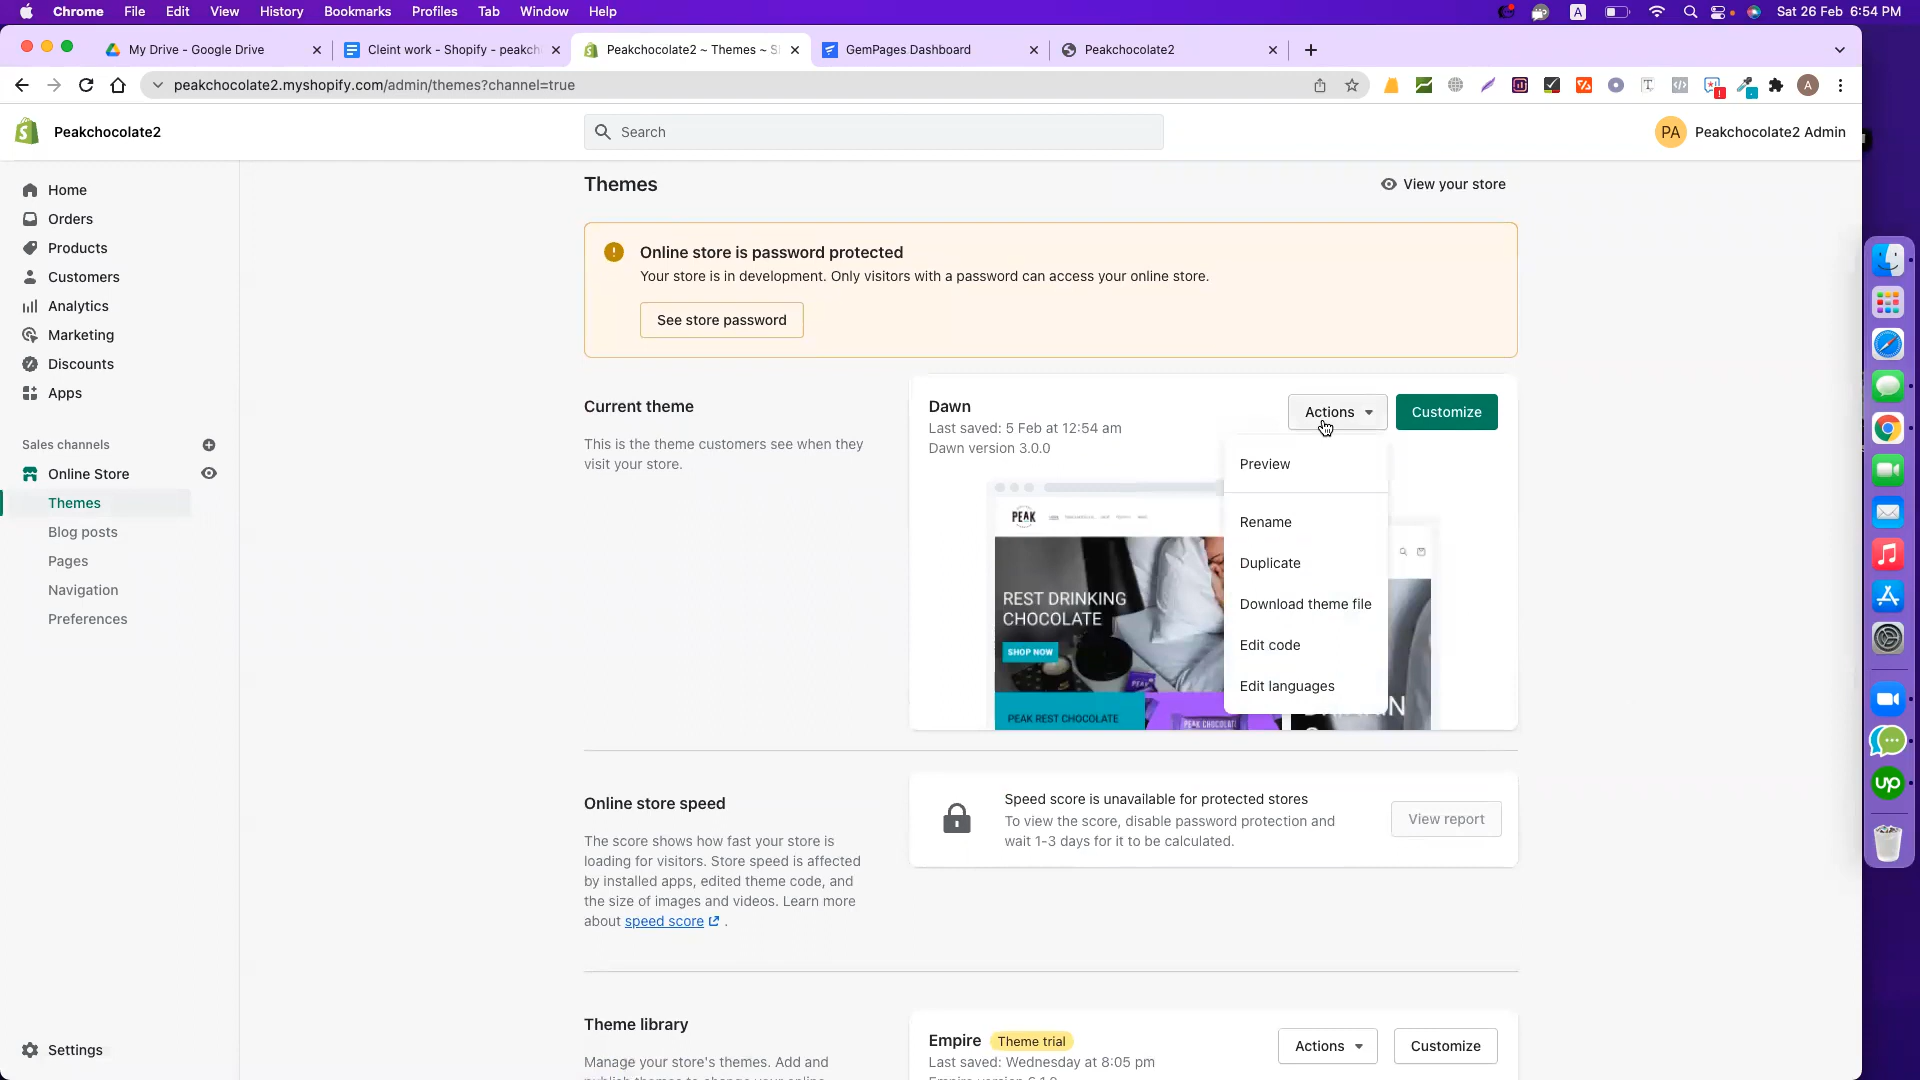 Chrome File Edit View History Bookmarks Profiles Tab Window Help
A
Sat 26 Feb 6:54 PM
My Drive - Google Drive
Cleint work - Shopify - peakch
Peakchocolate2 ~ Themes ~ S
GemPages Dashboard
Peakchocolate2
peakchocolate2.myshopify.com/admin/themes?channel=true
A
Peakchocolate2
Search
PA
Peakchocolate2 Admin
Home
Orders
Products
Customers
Analytics
Marketing
Discounts
Apps
Sales channels
Online Store
Themes
Blog posts
Pages
Navigation
Preferences
Settings
Themes
View your store
Online store is password protected
Your store is in development. Only visitors with a password can access your online store.
See store password
Current theme
This is the theme customers see when they
visit your store.
Dawn
Last saved: 5 Feb at 12:54 am
Dawn version 3.0.0
Actions
Customize
Preview
Rename
Duplicate
Download theme file
Edit code
Edit languages
PEAK
REST DRINKING
CHOCOLATE
SHOP NOW
PEAK REST CHOCOLATE
PEAK CHOCOLATE
Online store speed
The score shows how fast your store is
loading for visitors. Store speed is affected
by installed apps, edited theme code, and
the size of images and videos. Learn more
about speed score .
Speed score is unavailable for protected stores
To view the score, disable password protection and
wait 1-3 days for it to be calculated.
View report
Theme library
Manage your store's themes. Add and
Empire Theme trial
Last saved: Wednesday at 8:05 pm
Actions
Customize
up